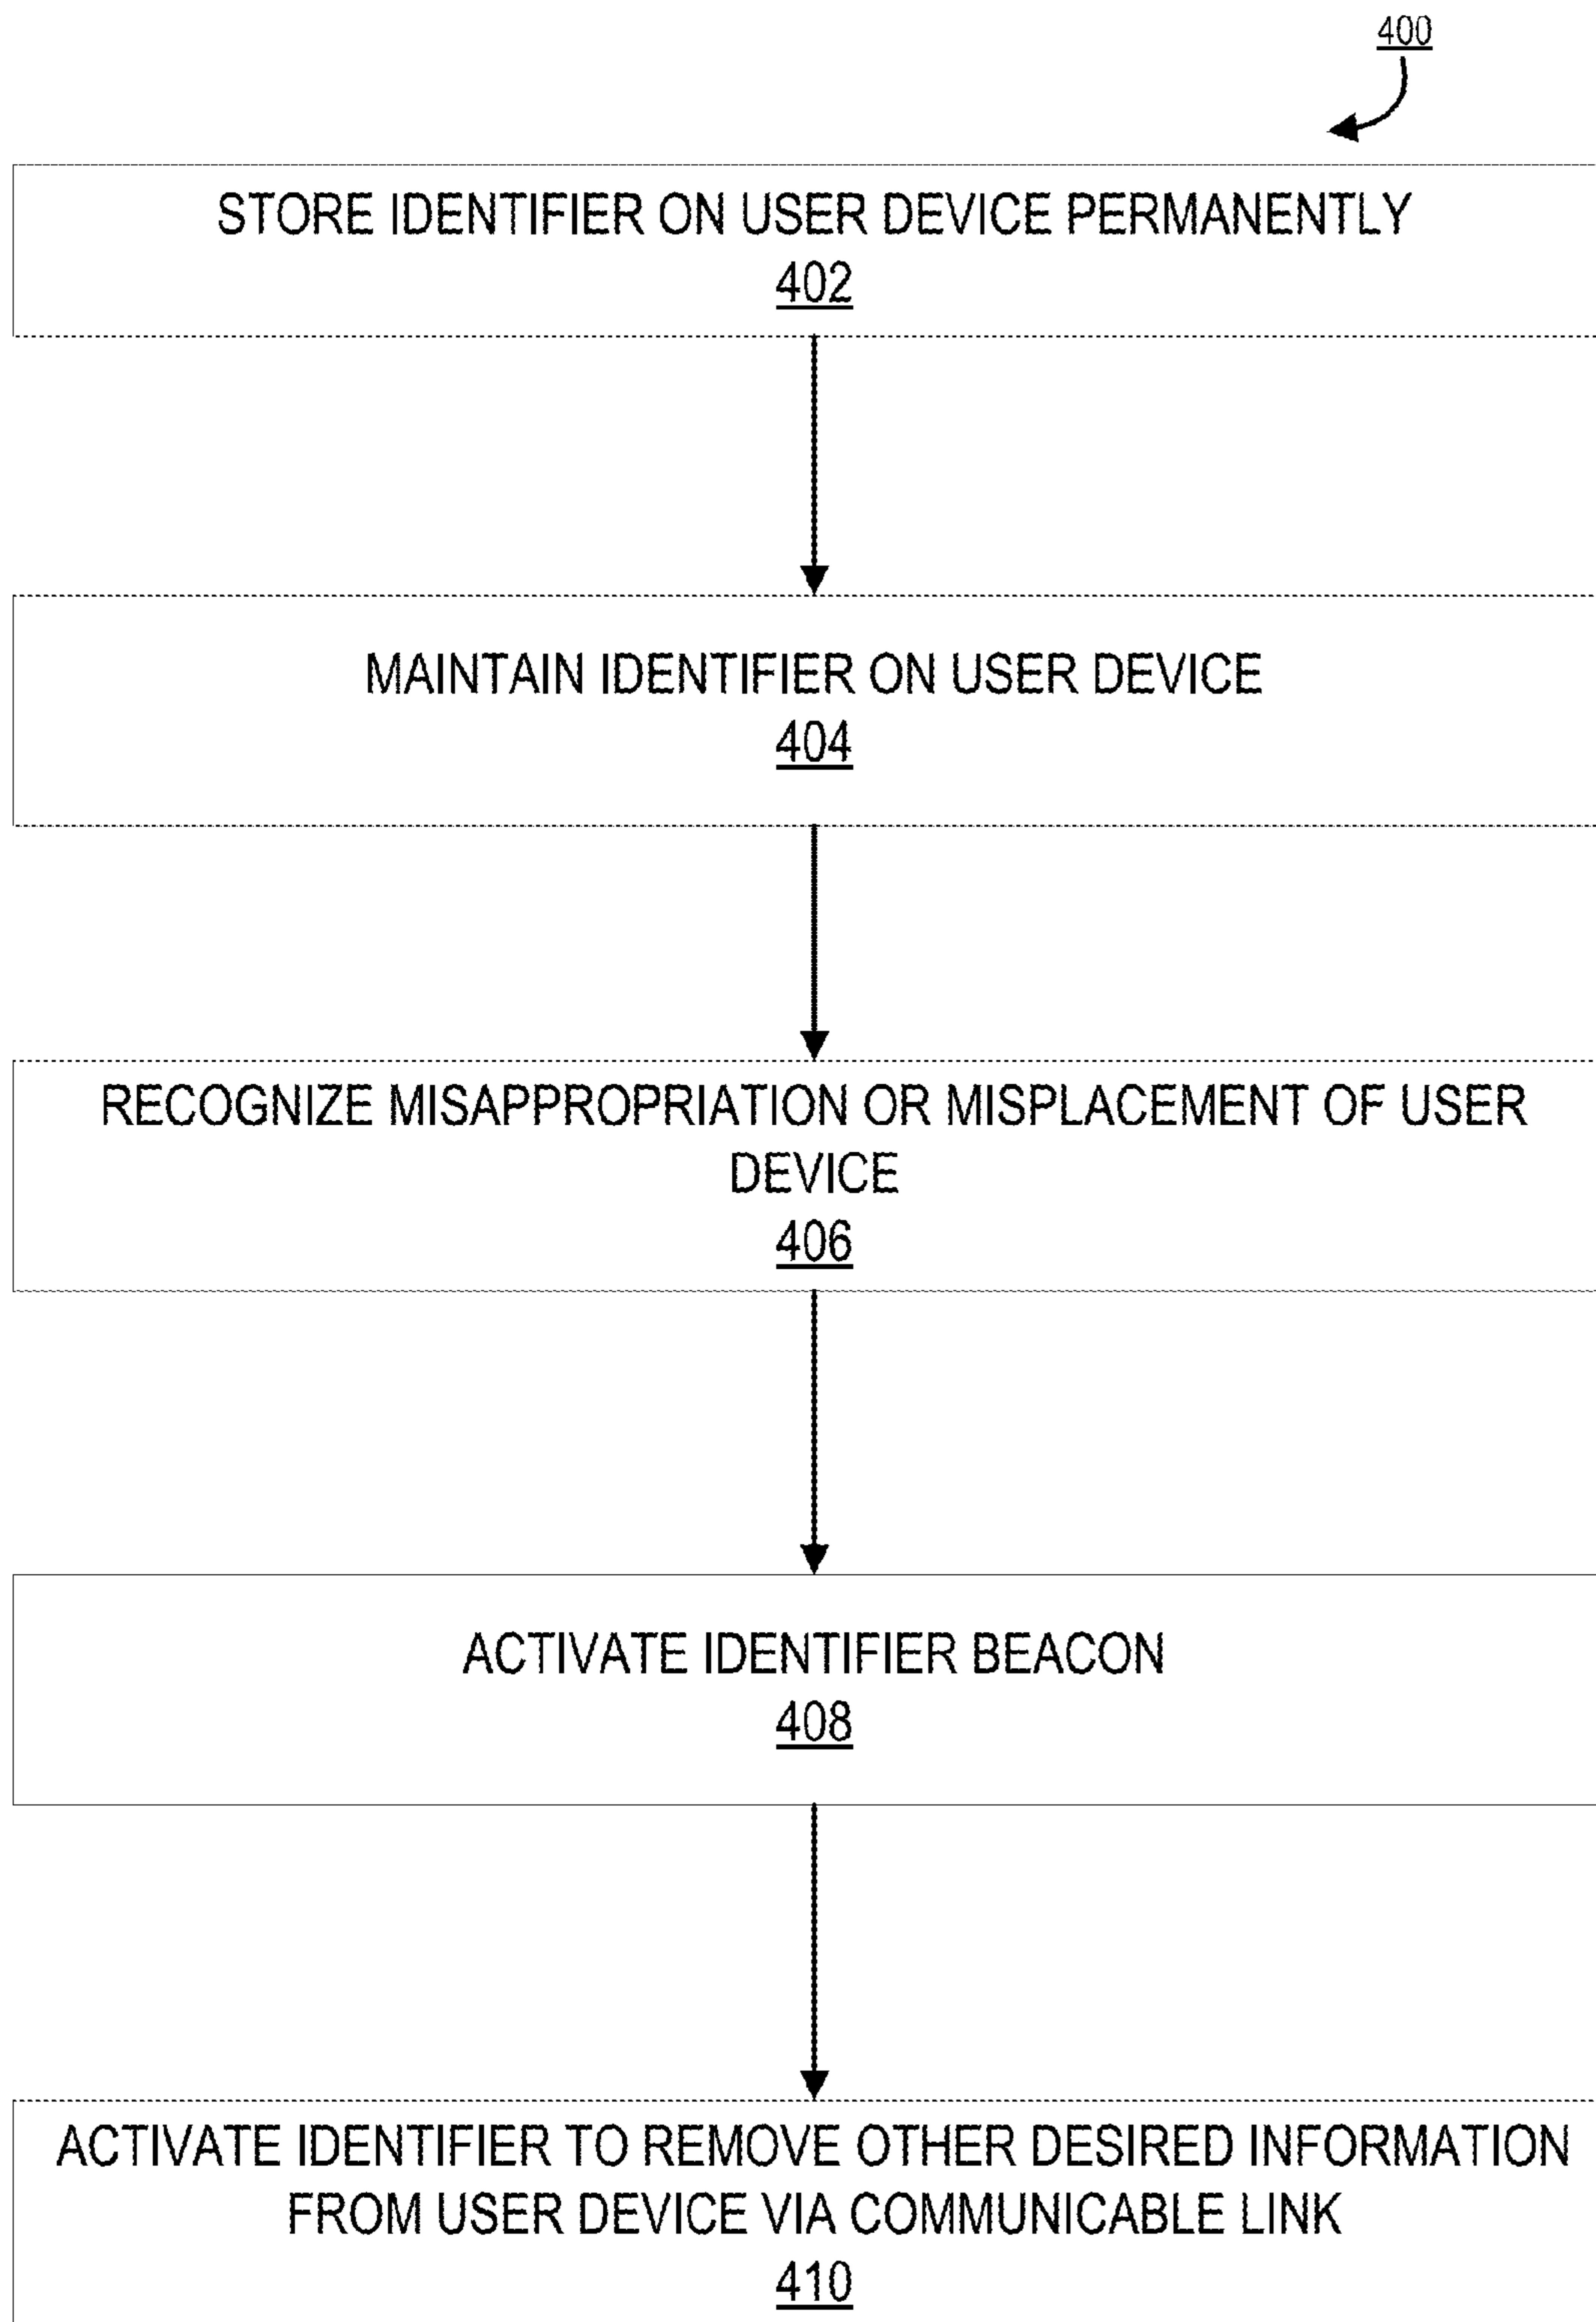 400
STORE IDENTIFIER ON USER DEVICE PERMANENTLY
402
MAINTAIN IDENTIFIER ON USER DEVICE
404
RECOGNIZE MISAPPROPRIATION OR MISPLACEMENT OF USER
DEVICE
406
ACTIVATE IDENTIFIER BEACON
408
ACTIVATE IDENTIFIER TO REMOVE OTHER DESIRED INFORMATION
FROM USER DEVICE VIA COMMUNICABLE LINK
410